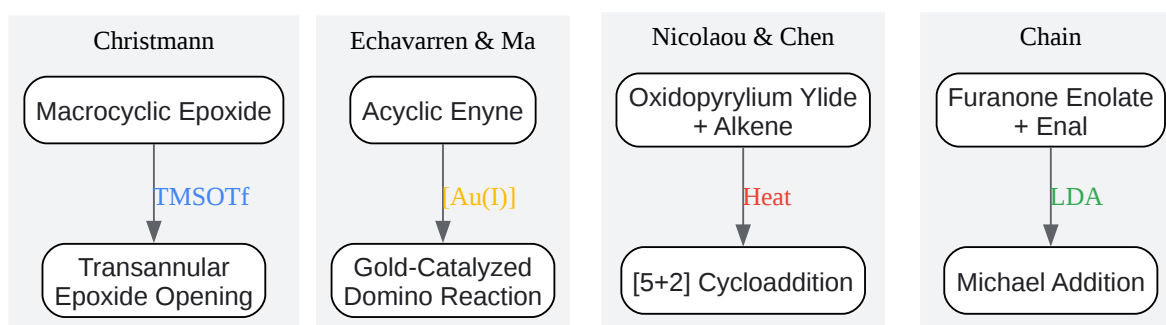 Christmann
Macrocyclic Epoxide
TMSOTf
Transannular
Epoxide Opening
Echavarren & Ma
Acyclic Enyne
[Au(I)]
Gold-Catalyzed
Domino Reaction
Nicolaou & Chen
Oxidopyrylium Ylide
+ Alkene
Heat
[5+2] Cycloaddition
Chain
Furanone Enolate
+ Enal
LDA
Michael Addition